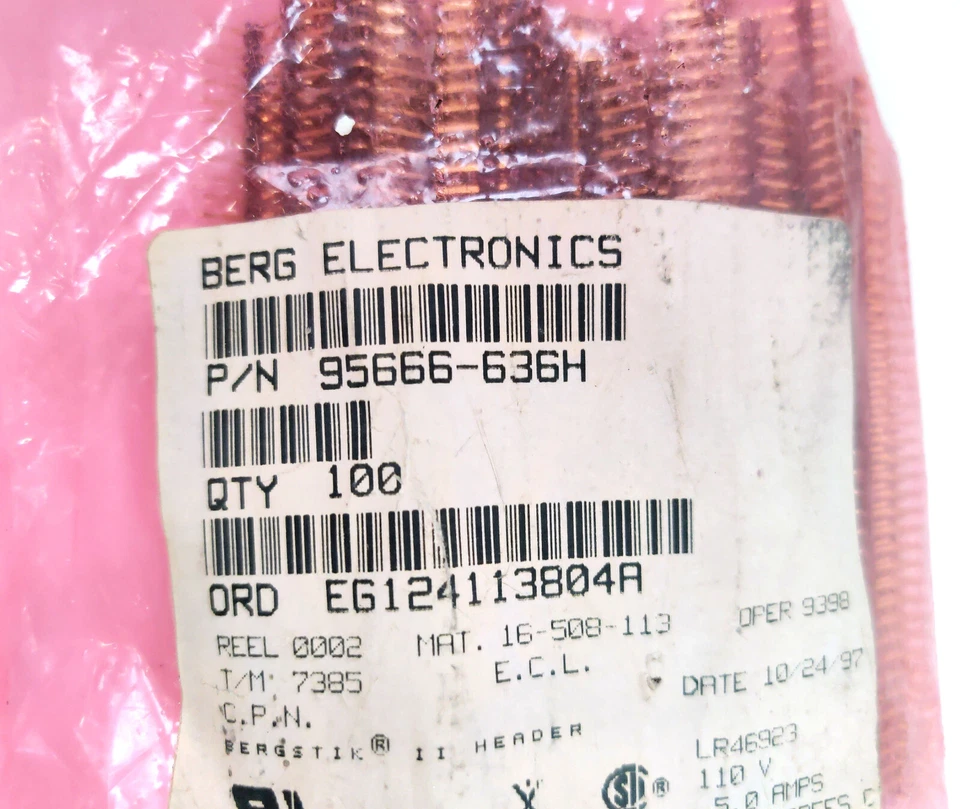 BERG ELECTRONICS
P/N 95666-636H
QTY 100
ORD EG124113804A
REEL 0002 MAT. 16-508-113 OPER 9398
T/M: 7385 E.C.L. DATE 10/24/97
C.P.N.
BERGSTIK® II HEADER LR46923
110 V
5.0 AMPS